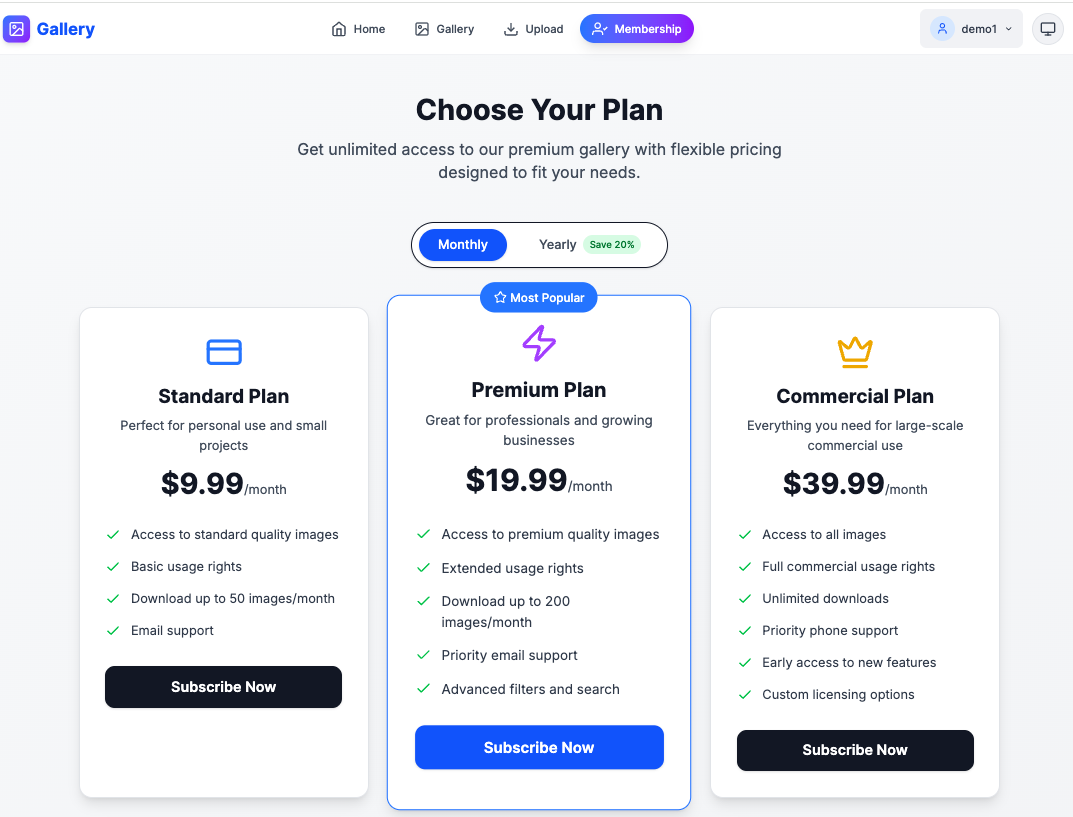 Gallery
Home
Gallery
Upload
Membership
demo1
Choose Your Plan
Get unlimited access to our premium gallery with flexible pricing
designed to fit your needs.
Monthly
Yearly
Save 20%
Standard Plan
Perfect for personal use and small
projects
$9.99/month
Access to standard quality images
Basic usage rights
Download up to 50 images/month
Email support
Subscribe Now
Most Popular
Premium Plan
Great for professionals and growing
businesses
$19.99/month
Access to premium quality images
Extended usage rights
Download up to 200
images/month
Priority email support
Advanced filters and search
Subscribe Now
Commercial Plan
Everything you need for large-scale
commercial use
$39.99/month
Access to all images
Full commercial usage rights
Unlimited downloads
Priority phone support
Early access to new features
Custom licensing options
Subscribe Now